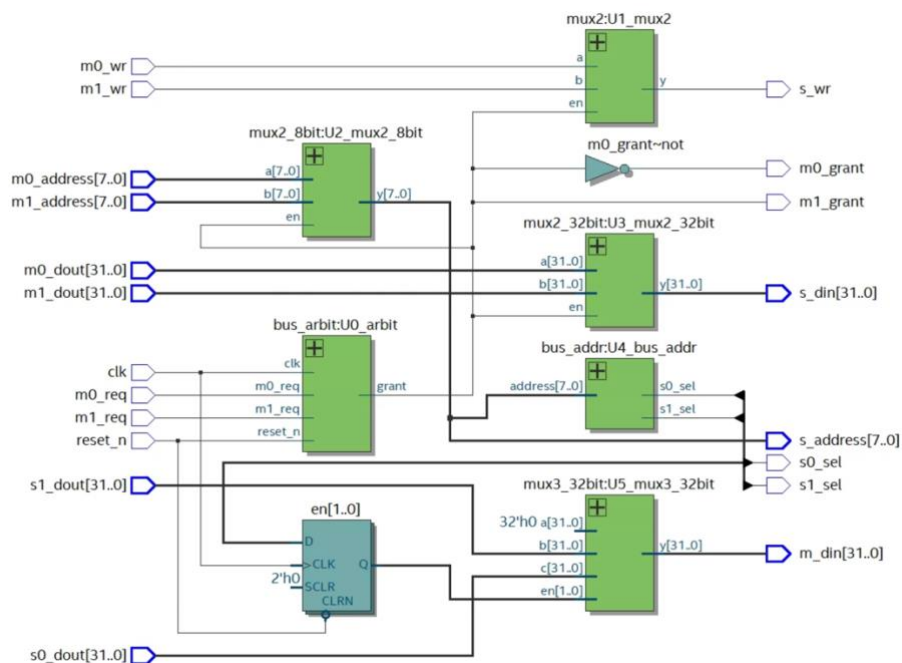 mux2:U1_mux2
m0_wr
m1_wr
a
b
en
y
s_wr
mux2_8bit:U2_mux2_8bit
m0_grant~not
m0_address[7..0]
m1_address[7..0]
a[7..0]
b[7..0]
en
y[7..0]
m0_grant
m1_grant
mux2_32bit:U3_mux2_32bit
m0_dout[31..0]
m1_dout[31..0]
a[31..0]
b[31..0]
en
y[31..0]
s_din[31..0]
bus_arbit:U0_arbit
bus_addr:U4_bus_addr
clk
m0_req
m1_req
reset_n
clk
m0_req
m1_req
reset_n
grant
address[7..0]
s0_sel
s1_sel
s_address[7..0]
s0_sel
s1_sel
s1_dout[31..0]
mux3_32bit:U5_mux3_32bit
en[1..0]
D
>CLK
2'h0
SCLR
CLRN
Q
32'h0
a[31..0]
b[31..0]
c[31..0]
en[1..0]
y[31..0]
m_din[31..0]
s0_dout[31..0]